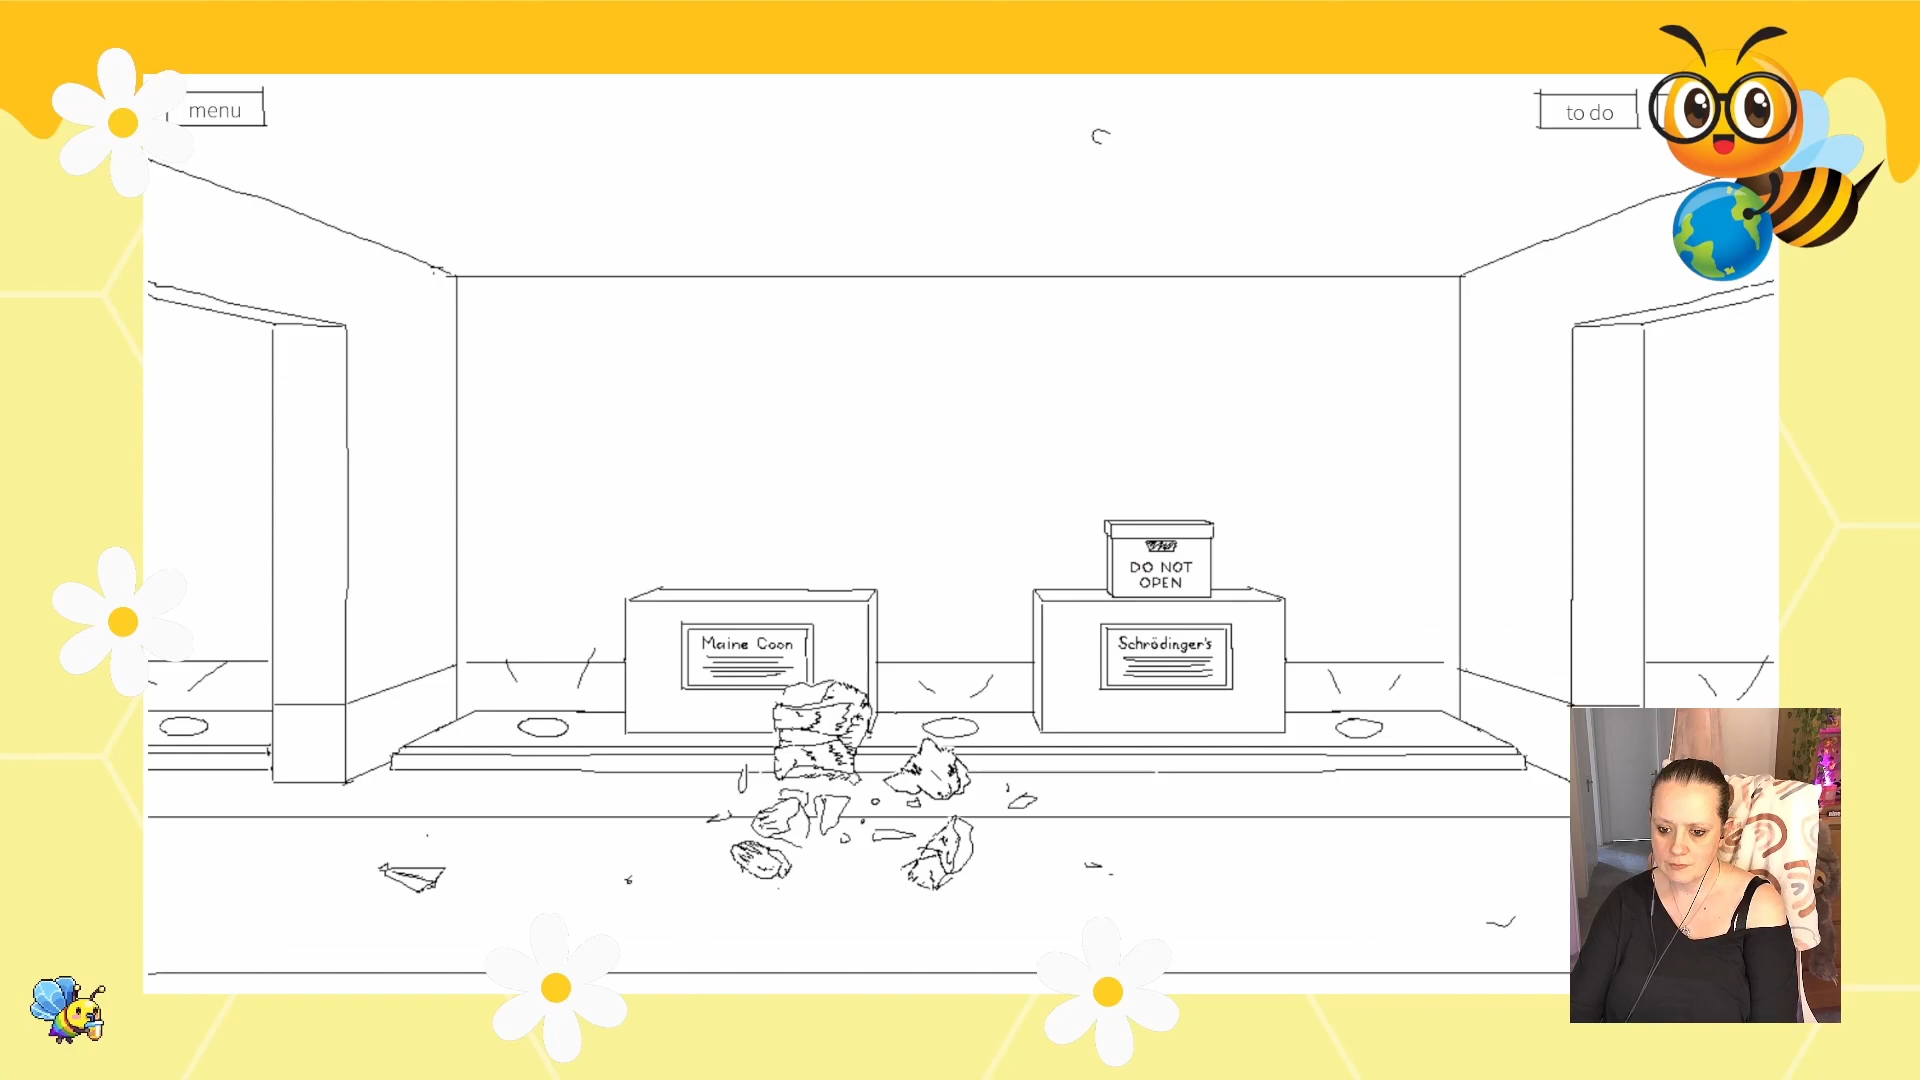 menu
to do
DO NOT
OPEN
Maine Coon
Schrödinger's